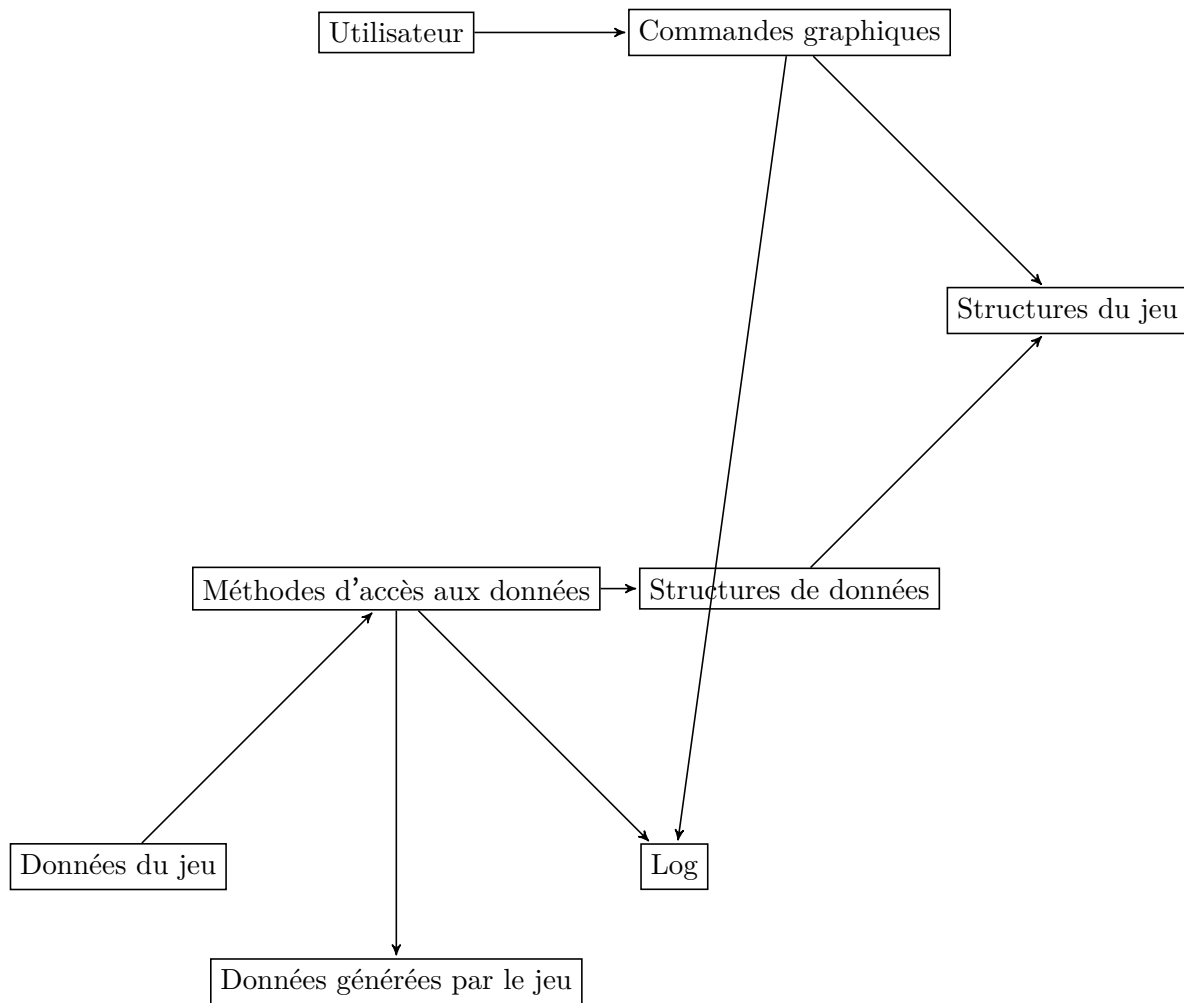 Utilisateur
Commandes graphiques
Structures du jeu
Méthodes d'accès aux données
Structures de données
Données du jeu
Log
Données générées par le jeu